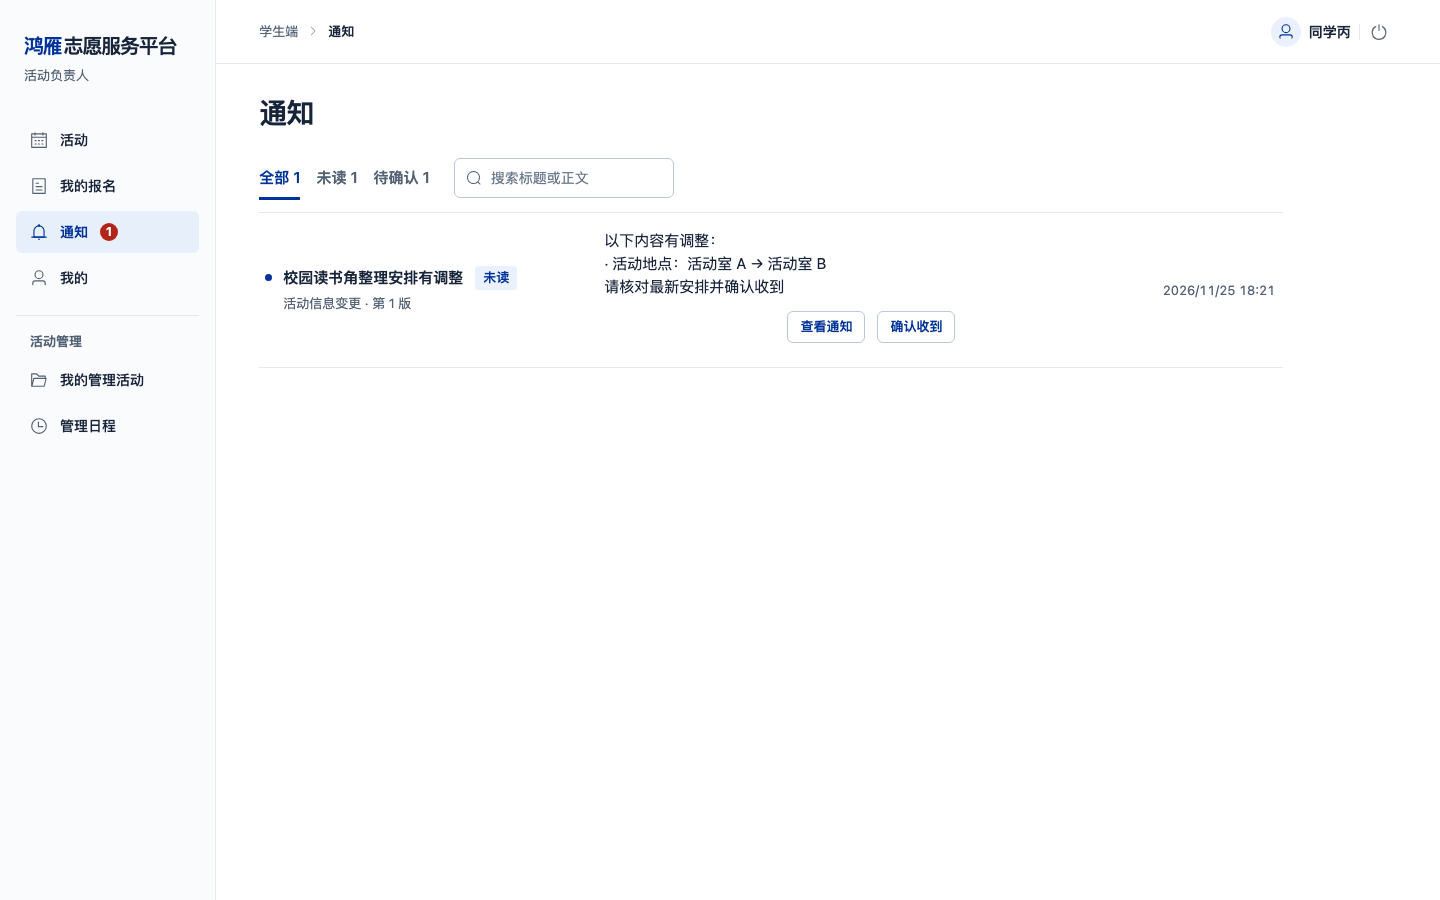 鸿雁志愿服务平台
活动负责人
活动
我的报名
通知 1
我的
活动管理
我的管理活动
管理日程
学生端 > 通知
同学丙
通知
全部 1 未读 1 待确认 1 搜索标题或正文
校园读书角整理安排有调整 未读
活动信息变更 · 第 1 版
以下内容有调整：
· 活动地点：活动室 A → 活动室 B
请核对最新安排并确认收到
查看通知 确认收到
2026/11/25 18:21